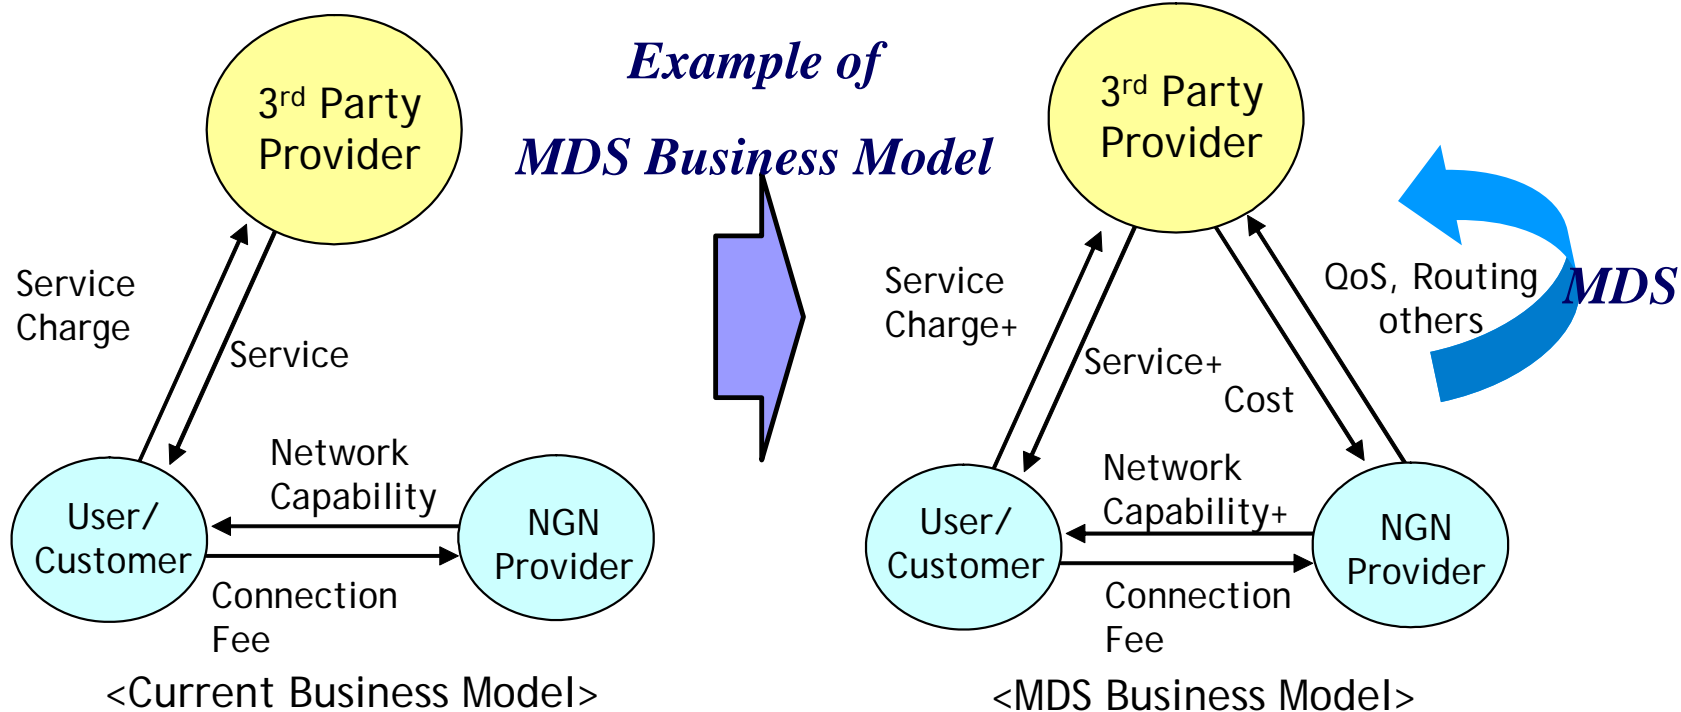 Example of
MDS Business Model
3rd Party
Provider
Service
Charge
Service
Network
Capability
User/
Customer
NGN
Provider
Connection
Fee
<Current Business Model>
3rd Party
Provider
Service
Charge+
Service+
Cost
QoS, Routing
others
MDS
Network
Capability+
User/
Customer
NGN
Provider
Connection
Fee
<MDS Business Model>